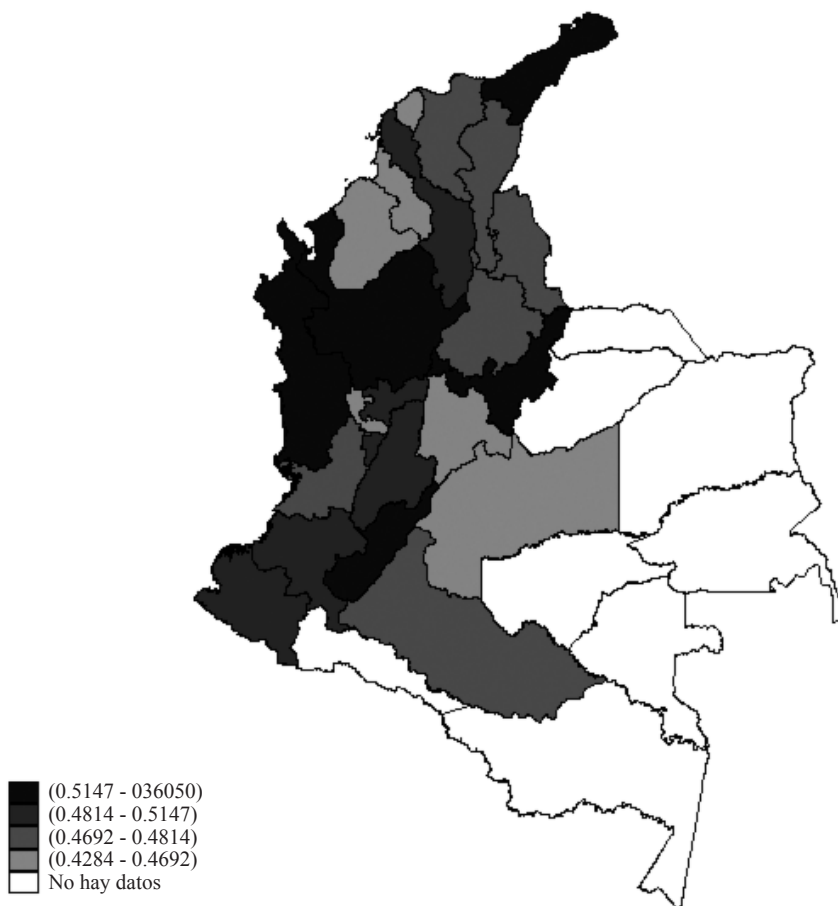 (0.5147 - 036050)
(0.4814 - 0.5147)
(0.4692 - 0.4814)
(0.4284 - 0.4692)
No hay datos